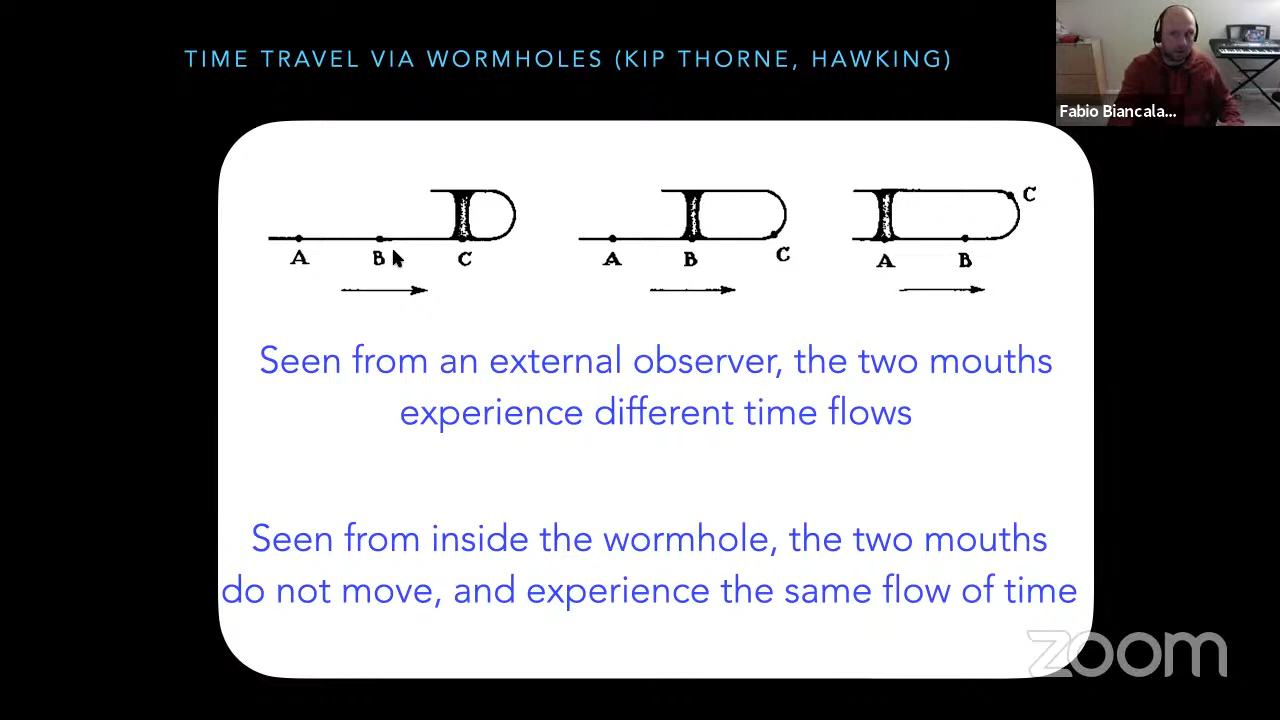 TIME TRAVEL VIA WORMHOLES (KIP THORNE, HAWKING)
Fabio Biancala...
C
A B C
A B C
A B
Seen from an external observer, the two mouths
experience different time flows
Seen from inside the wormhole, the two mouths
do not move, and experience the same flow of time
zoom